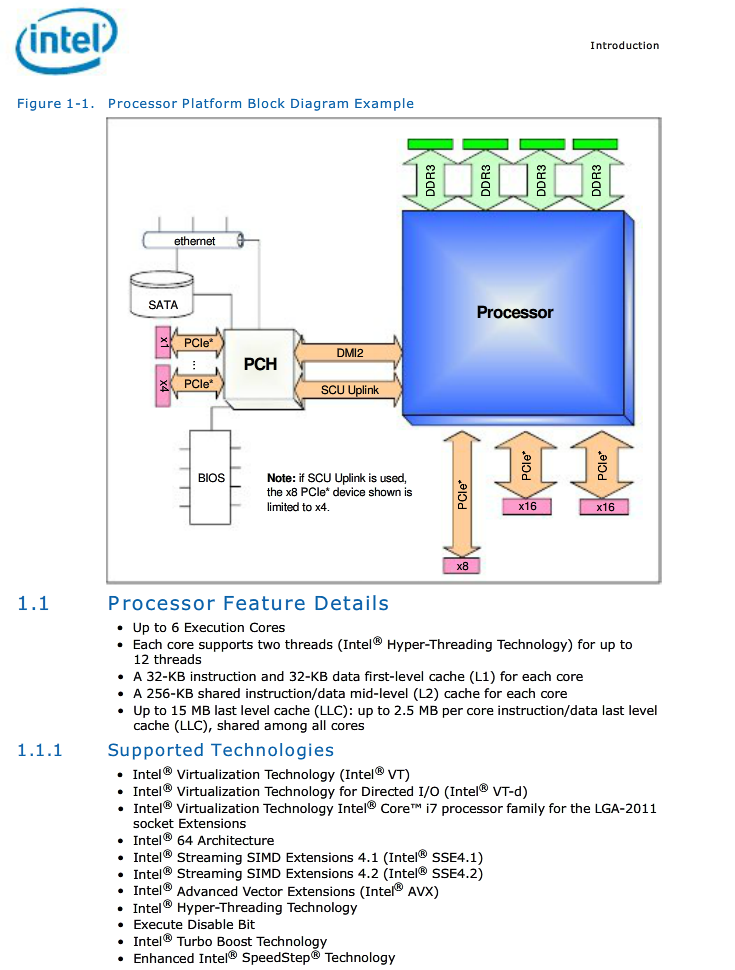 intel®
Introduction
Figure 1-1. Processor Platform Block Diagram Example
DDR3
DDR3
DDR3
DDR3
ethernet
SATA
Processor
x1
PCIe*
PCH
DMI2
⋮
x4
PCIe*
SCU Uplink
BIOS
Note: if SCU Uplink is used,
the x8 PCIe* device shown is
limited to x4.
PCIe*
PCIe*
PCIe*
x16
x16
x8
1.1 Processor Feature Details
• Up to 6 Execution Cores
• Each core supports two threads (Intel® Hyper-Threading Technology) for up to
12 threads
• A 32-KB instruction and 32-KB data first-level cache (L1) for each core
• A 256-KB shared instruction/data mid-level (L2) cache for each core
• Up to 15 MB last level cache (LLC): up to 2.5 MB per core instruction/data last level
cache (LLC), shared among all cores
1.1.1 Supported Technologies
• Intel® Virtualization Technology (Intel® VT)
• Intel® Virtualization Technology for Directed I/O (Intel® VT-d)
• Intel® Virtualization Technology Intel® Core™ i7 processor family for the LGA-2011
socket Extensions
• Intel® 64 Architecture
• Intel® Streaming SIMD Extensions 4.1 (Intel® SSE4.1)
• Intel® Streaming SIMD Extensions 4.2 (Intel® SSE4.2)
• Intel® Advanced Vector Extensions (Intel® AVX)
• Intel® Hyper-Threading Technology
• Execute Disable Bit
• Intel® Turbo Boost Technology
• Enhanced Intel® SpeedStep® Technology